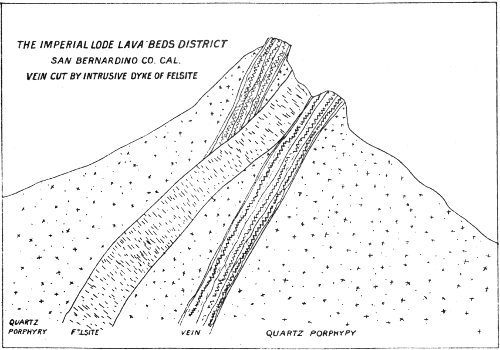 THE IMPERIAL LODE LAVA BEDS DISTRICT
SAN BERNARDINO CO. CAL.
VEIN CUT BY INTRUSIVE DYKE OF FELSITE
QUARTZ
PORPHYRY
FELSITE
VEIN
QUARTZ PORPHYPY